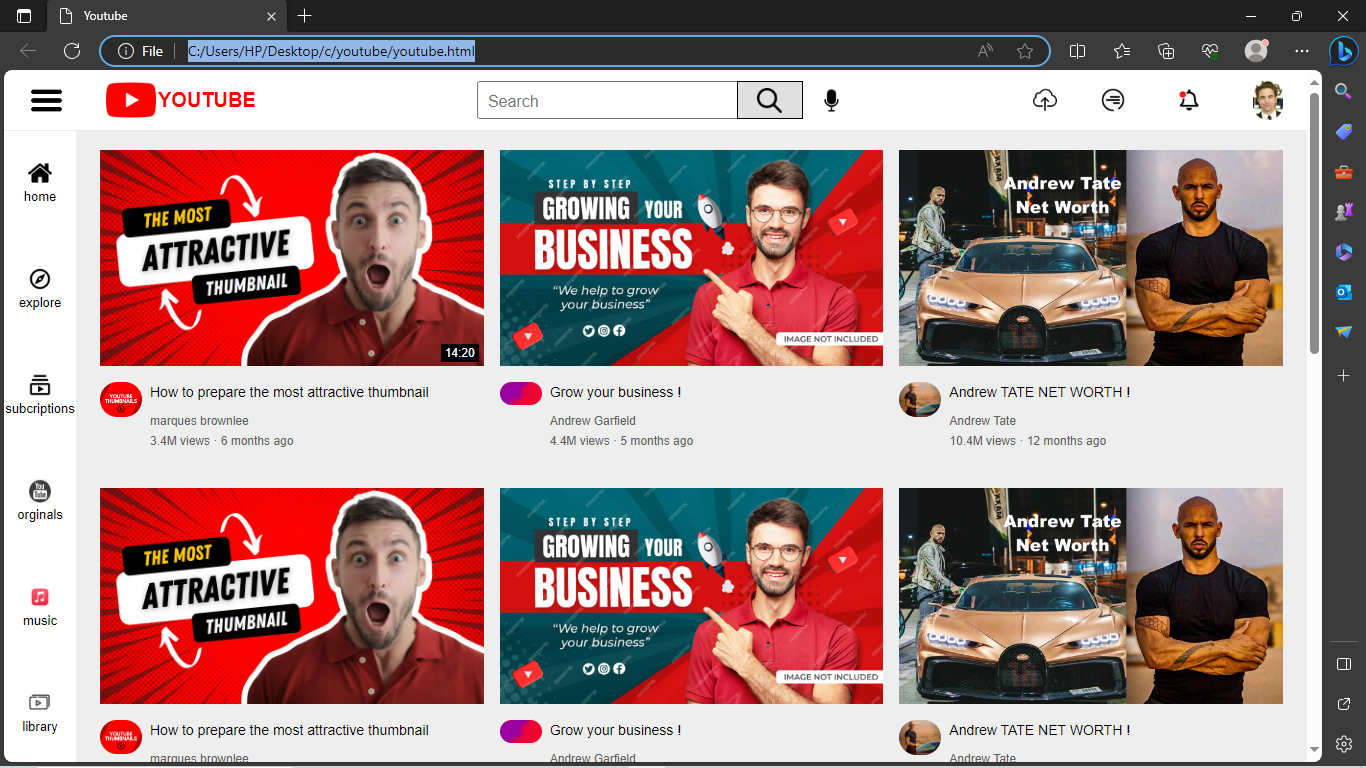 Youtube
File
C:/Users/HP/Desktop/c/youtube/youtube.html
YOUTUBE
Search
home
explore
subcriptions
You
Tube
orginals
music
library
THE MOST
ATTRACTIVE
THUMBNAIL
14:20
YOUTUBE
THUMBNAILS
How to prepare the most attractive thumbnail
marques brownlee
3.4M views · 6 months ago
STEP BY STEP
GROWING YOUR
BUSINESS
“We help to grow
your business”
IMAGE NOT INCLUDED
Grow your business !
Andrew Garfield
4.4M views · 5 months ago
Andrew Tate
Net Worth
Andrew TATE NET WORTH !
Andrew Tate
10.4M views · 12 months ago
THE MOST
ATTRACTIVE
THUMBNAIL
YOUTUBE
THUMBNAILS
How to prepare the most attractive thumbnail
marques brownlee
STEP BY STEP
GROWING YOUR
BUSINESS
“We help to grow
your business”
IMAGE NOT INCLUDED
Grow your business !
Andrew Garfield
Andrew Tate
Net Worth
Andrew TATE NET WORTH !
Andrew Tate